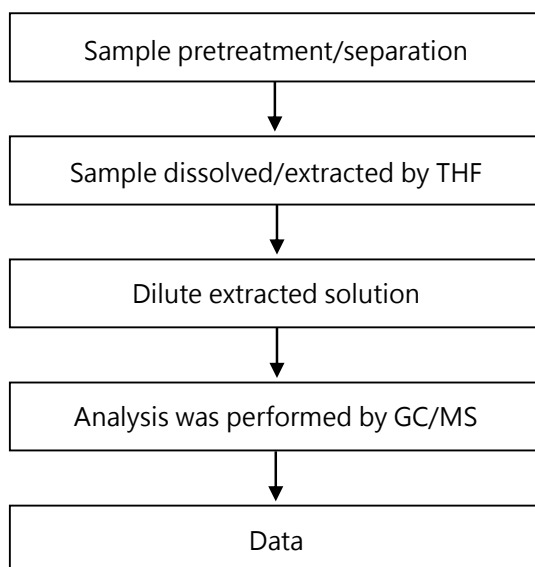 Sample pretreatment/separation
Sample dissolved/extracted by THF
Dilute extracted solution
Analysis was performed by GC/MS
Data